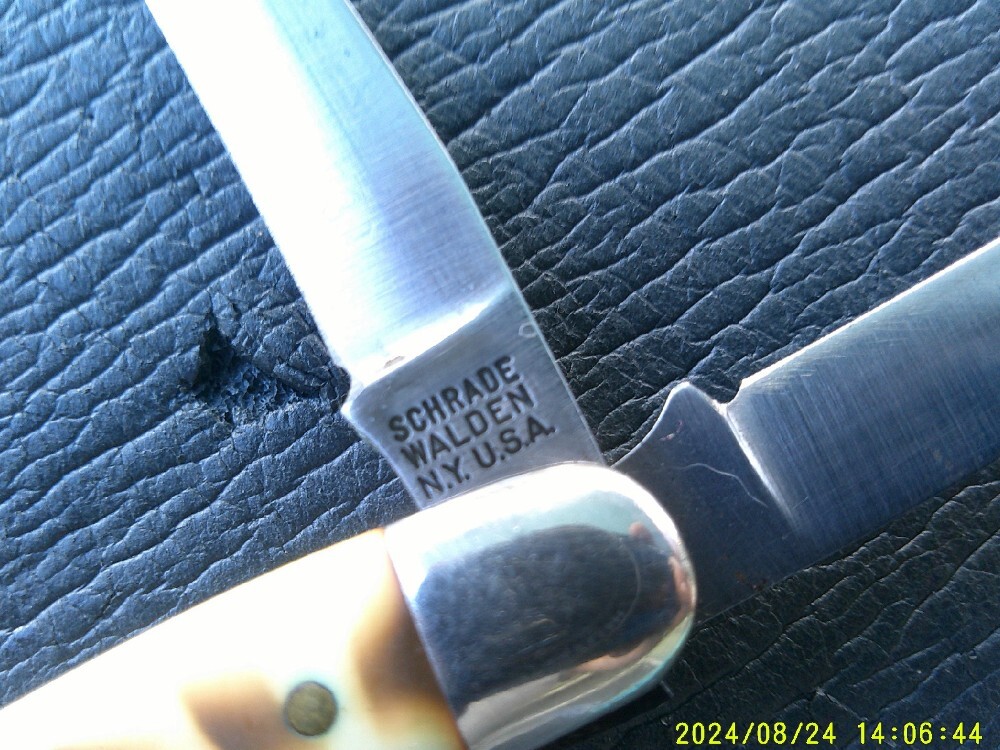 SCHRADE
WALDEN
N.Y. U.S.A.
2024/08/24 14:06:44